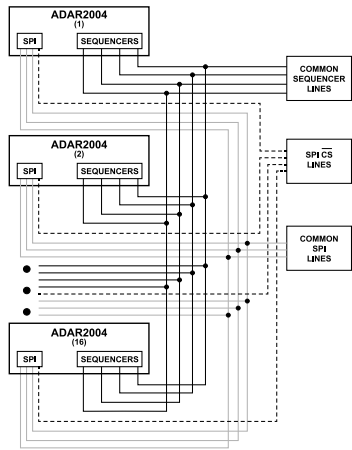 ADAR2004
(1)
SPI
SEQUENCERS
COMMON
SEQUENCER
LINES
ADAR2004
(2)
SPI
SEQUENCERS
SPI CS
LINES
COMMON
SPI
LINES
ADAR2004
(16)
SPI
SEQUENCERS